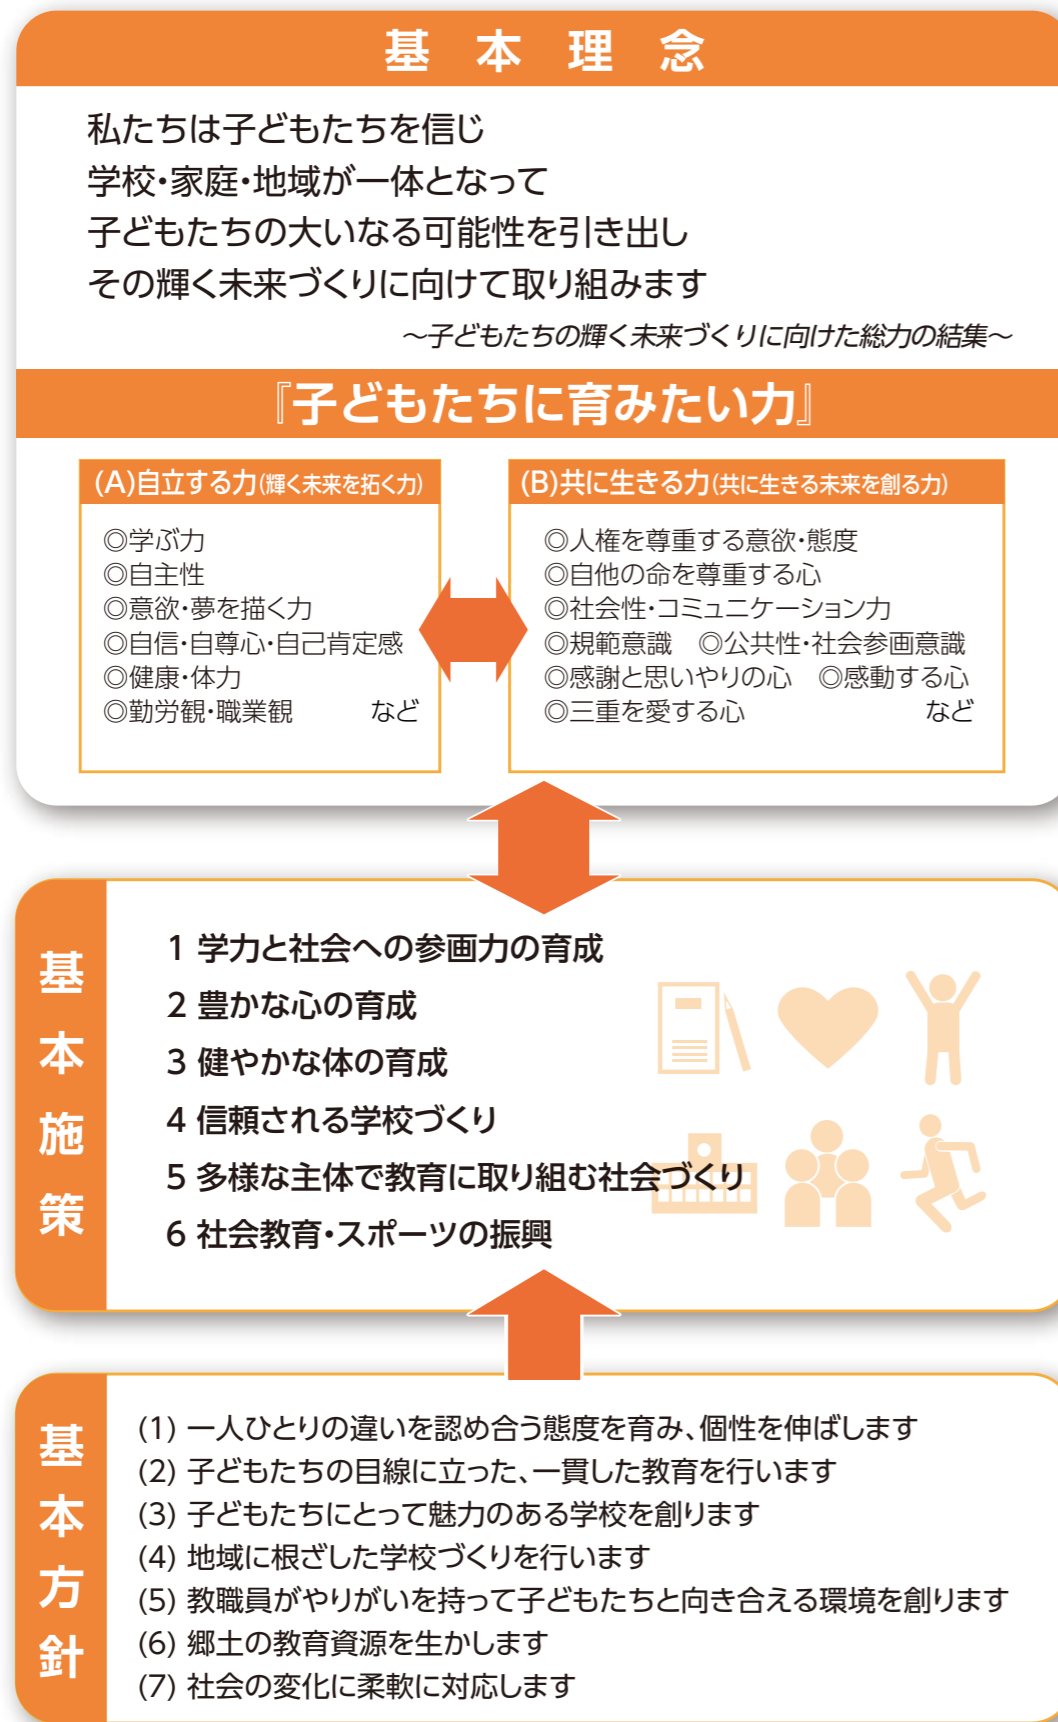 基本理念
私たちは子どもたちを信じ
学校・家庭・地域が一体となって
子どもたちの大いなる可能性を引き出し
その輝く未来づくりに向けて取り組みます
～子どもたちの輝く未来づくりに向けた総力の結集～
『子どもたちに育みたい力』
(A)自立する力(輝く未来を拓く力)
◎学ぶ力
◎自主性
◎意欲・夢を描く力
◎自信・自尊心・自己肯定感
◎健康・体力
◎勤労観・職業観 など
(B)共に生きる力(共に生きる未来を創る力)
◎人権を尊重する意欲・態度
◎自他の命を尊重する心
◎社会性・コミュニケーション力
◎規範意識 ◎公共性・社会参画意識
◎感謝と思いやりの心 ◎感動する心
◎三重を愛する心 など
基本施策
1 学力と社会への参画力の育成
2 豊かな心の育成
3 健やかな体の育成
4 信頼される学校づくり
5 多様な主体で教育に取り組む社会づくり
6 社会教育・スポーツの振興
基本方針
(1) 一人ひとりの違いを認め合う態度を育み、個性を伸ばします
(2) 子どもたちの目線に立った、一貫した教育を行います
(3) 子どもたちにとって魅力のある学校を創ります
(4) 地域に根ざした学校づくりを行います
(5) 教職員がやりがいを持って子どもたちと向き合える環境を創ります
(6) 郷土の教育資源を生かします
(7) 社会の変化に柔軟に対応します